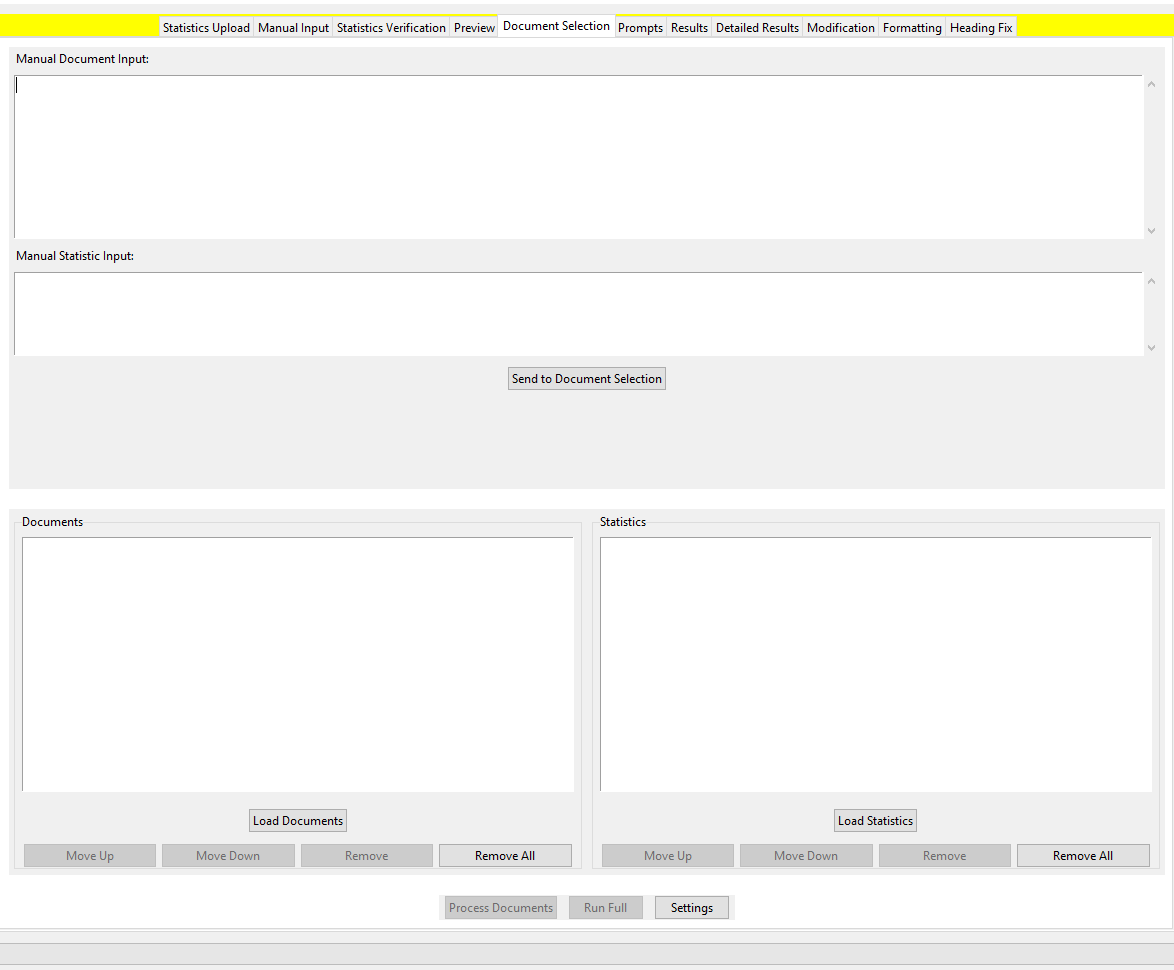 Statistics Upload Manual Input Statistics Verification Preview Document Selection Prompts Results Detailed Results Modification Formatting Heading Fix
Manual Document Input:
Manual Statistic Input:
Send to Document Selection
Documents
Load Documents
Move Up Move Down Remove Remove All
Statistics
Load Statistics
Move Up Move Down Remove Remove All
Process Documents Run Full Settings